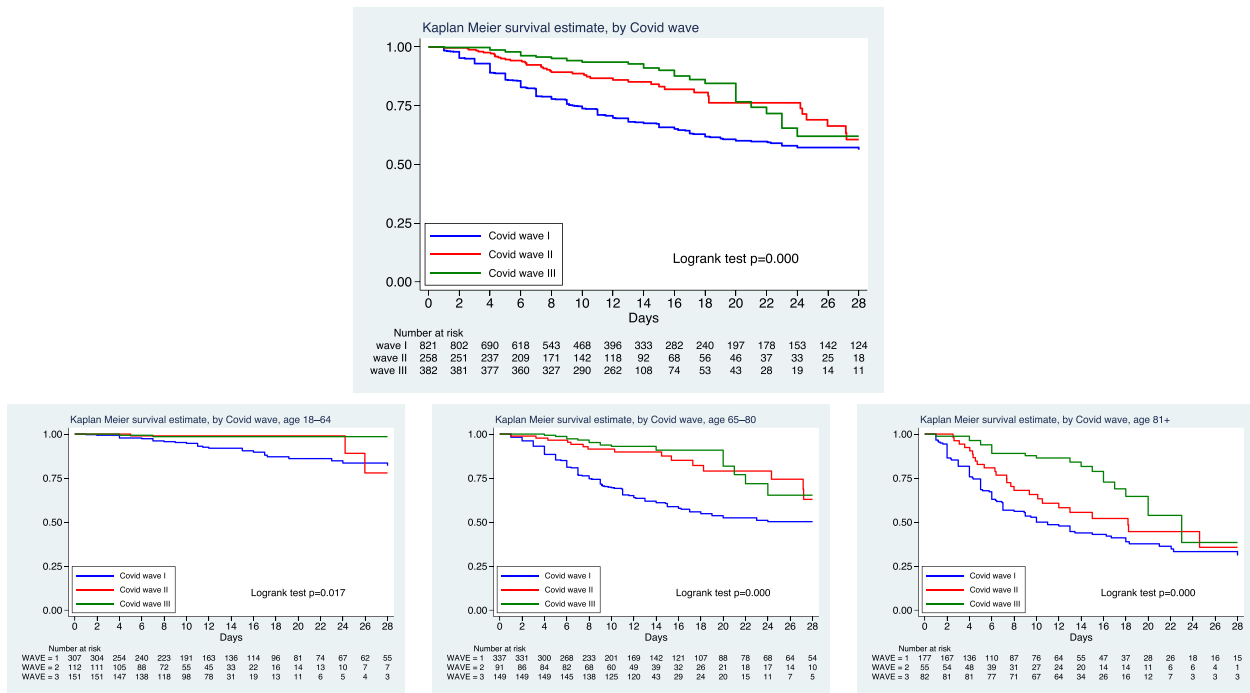 Kaplan Meier survival estimate, by Covid wave
1.00
0.75
0.50
0.25
0.00
Covid wave I
Covid wave II
Covid wave III
Logrank test p=0.000
0 2 4 6 8 10 12 14 16 18 20 22 24 26 28
Days
Number at risk
wave I 821 802 690 618 543 468 396 333 282 240 197 178 153 142 124
wave II 258 251 237 209 171 142 118 92 68 56 46 37 33 25 18
wave III 382 381 377 360 327 290 262 108 74 53 43 28 19 14 11
Kaplan Meier survival estimate, by Covid wave, age 18–64
1.00
0.75
0.50
0.25
0.00
Covid wave I
Covid wave II
Covid wave III
Logrank test p=0.017
0 2 4 6 8 10 12 14 16 18 20 22 24 26 28
Days
Number at risk
WAVE = 1 307 304 254 240 223 191 163 136 114 96 81 74 67 62 55
WAVE = 2 112 111 105 88 72 55 45 33 22 16 14 13 10 7 7
WAVE = 3 151 151 147 138 118 98 78 31 19 13 11 6 5 4 3
Kaplan Meier survival estimate, by Covid wave, age 65–80
1.00
0.75
0.50
0.25
0.00
Covid wave I
Covid wave II
Covid wave III
Logrank test p=0.000
0 2 4 6 8 10 12 14 16 18 20 22 24 26 28
Days
Number at risk
WAVE = 1 337 331 300 268 233 201 169 142 121 107 88 78 68 64 54
WAVE = 2 91 86 84 82 68 60 49 39 32 26 21 18 17 14 10
WAVE = 3 149 149 149 145 138 125 120 43 29 24 20 15 11 7 5
Kaplan Meier survival estimate, by Covid wave, age 81+
1.00
0.75
0.50
0.25
0.00
Covid wave I
Covid wave II
Covid wave III
Logrank test p=0.000
0 2 4 6 8 10 12 14 16 18 20 22 24 26 28
Days
Number at risk
WAVE = 1 177 167 136 110 87 76 64 55 47 37 28 26 18 16 15
WAVE = 2 55 54 48 39 31 27 24 20 14 14 11 6 6 4 1
WAVE = 3 82 81 81 77 71 67 64 34 26 16 12 7 3 3 3